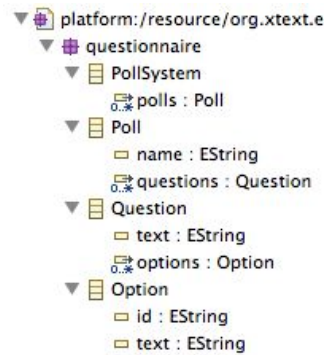 platform:/resource/org.xtext.e
questionnaire
PollSystem
0..* polls : Poll
Poll
name : EString
0..* questions : Question
Question
text : EString
0..* options : Option
Option
id : EString
text : EString